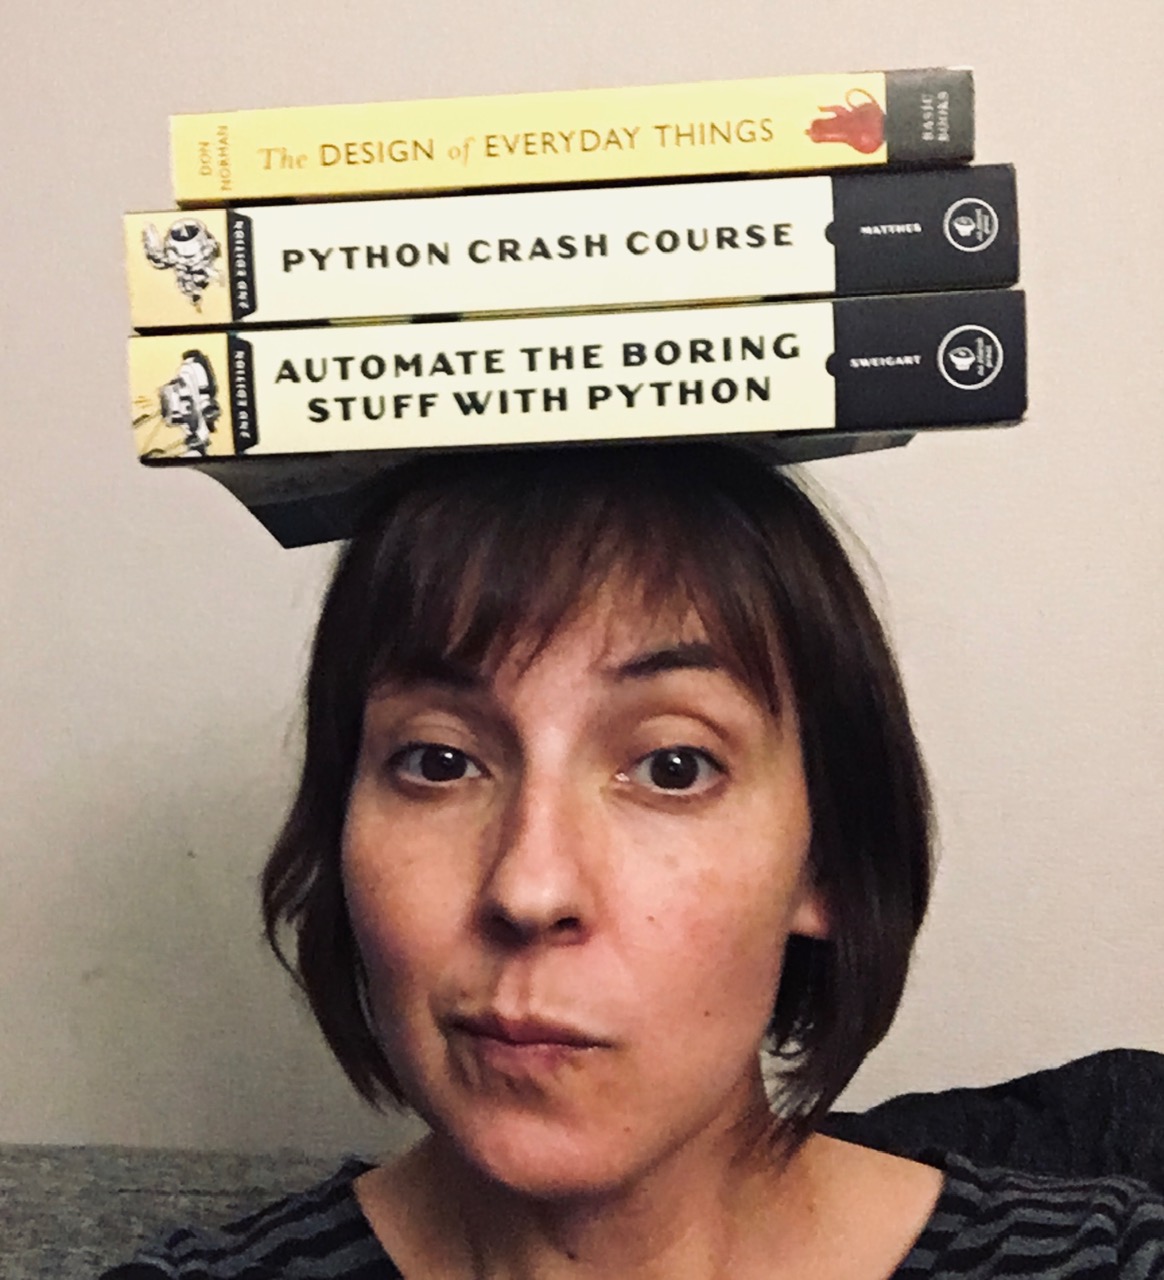 DON
NORMAN
The DESIGN of EVERYDAY THINGS
BASIC
BOOKS
2ND EDITION
PYTHON CRASH COURSE
MATTHES
2ND EDITION
AUTOMATE THE BORING
STUFF WITH PYTHON
SWEIGART